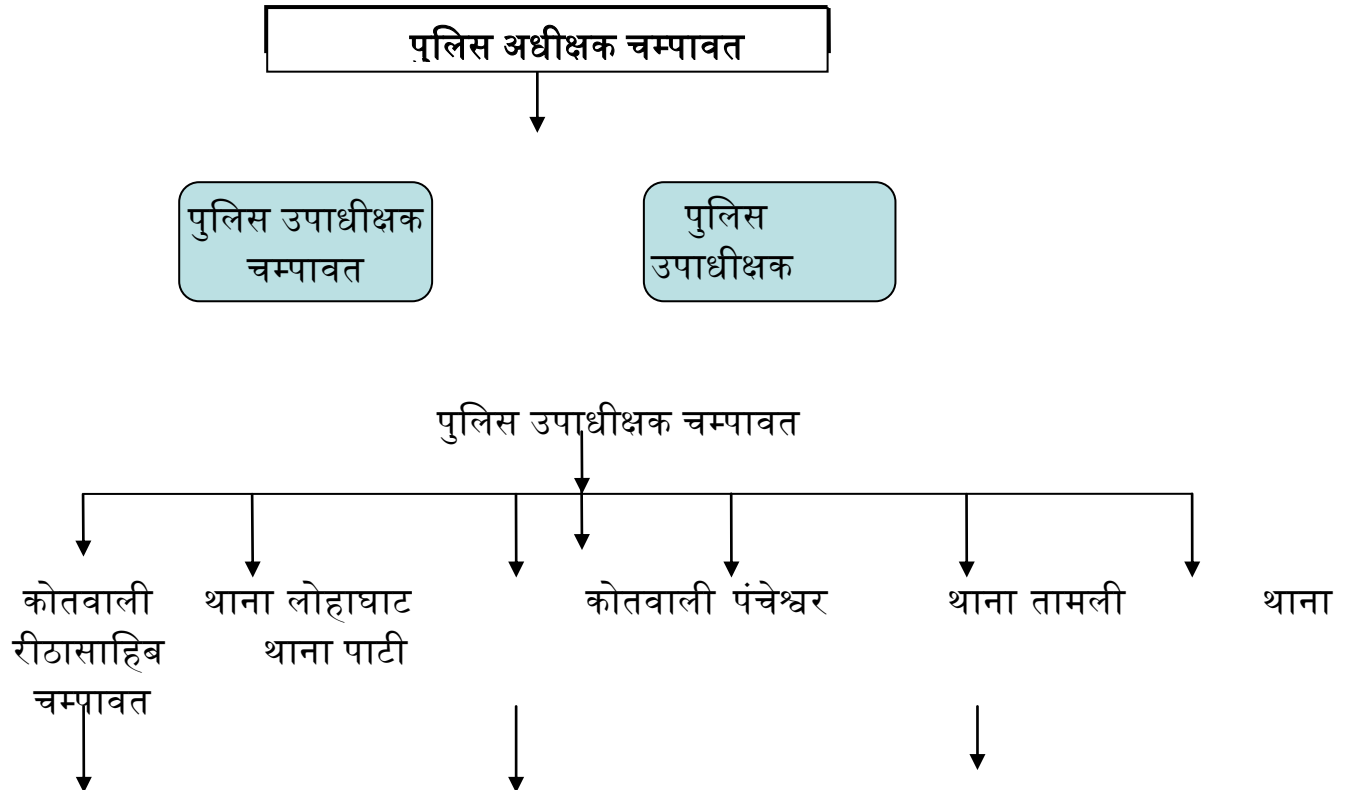 पुलिस अधीक्षक चम्पावत
पुलिस उपाधीक्षक
चम्पावत
पुलिस
उपाधीक्षक
पुलिस उपाधीक्षक चम्पावत
कोतवाली थाना लोहाघाट कोतवाली पंचेश्वर थाना तामली थाना
रीठासाहिब थाना पाटी
चम्पावत